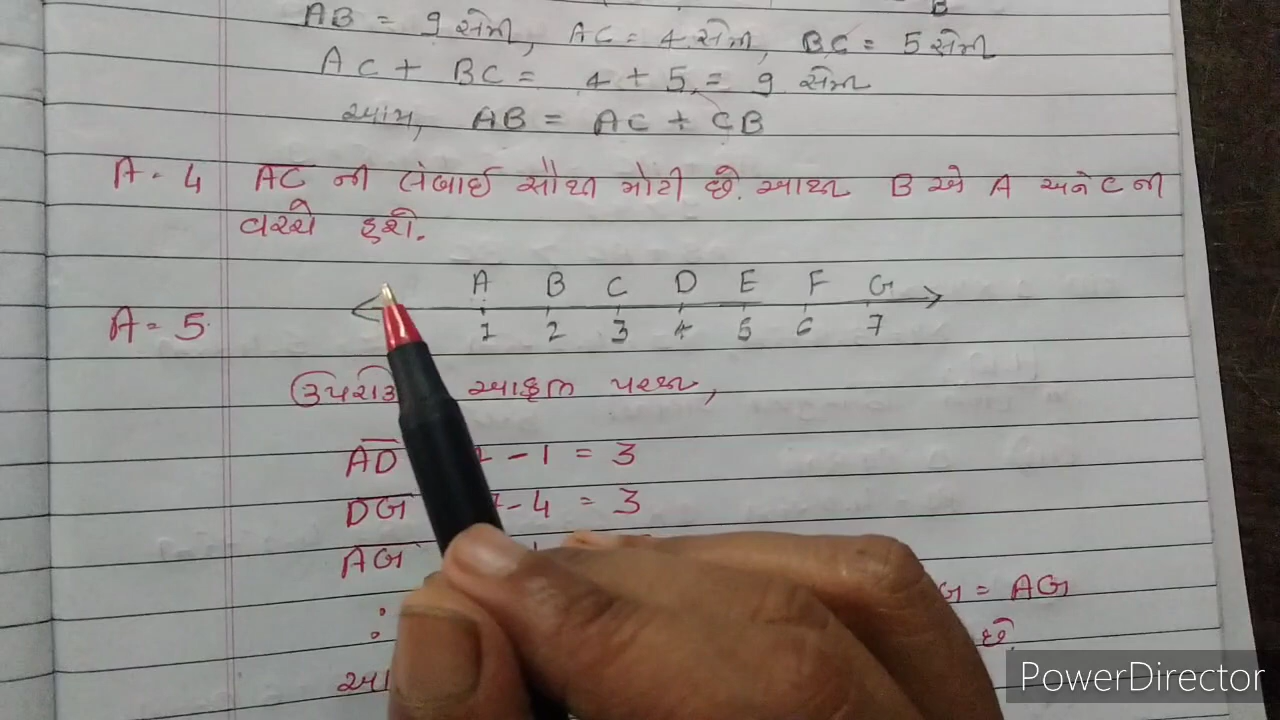 B
AB = 9 સેમી, AC = 4 સેમી, BC = 5 સેમી
AC + BC = 4 + 5 = 9 સેમી
આમ, AB = AC + CB
A - 4 AC ની લંબાઈ સૌથી મોટી છે. આથી B એ A અને C ની
વચ્ચે હશે.
A B C D E F G
A - 5. 1 2 3 4 5 6 7
આકૃતિ પરથી,
AD - 1 = 3
DG - 4 = 3
AG
G = AG
છે
PowerDirector